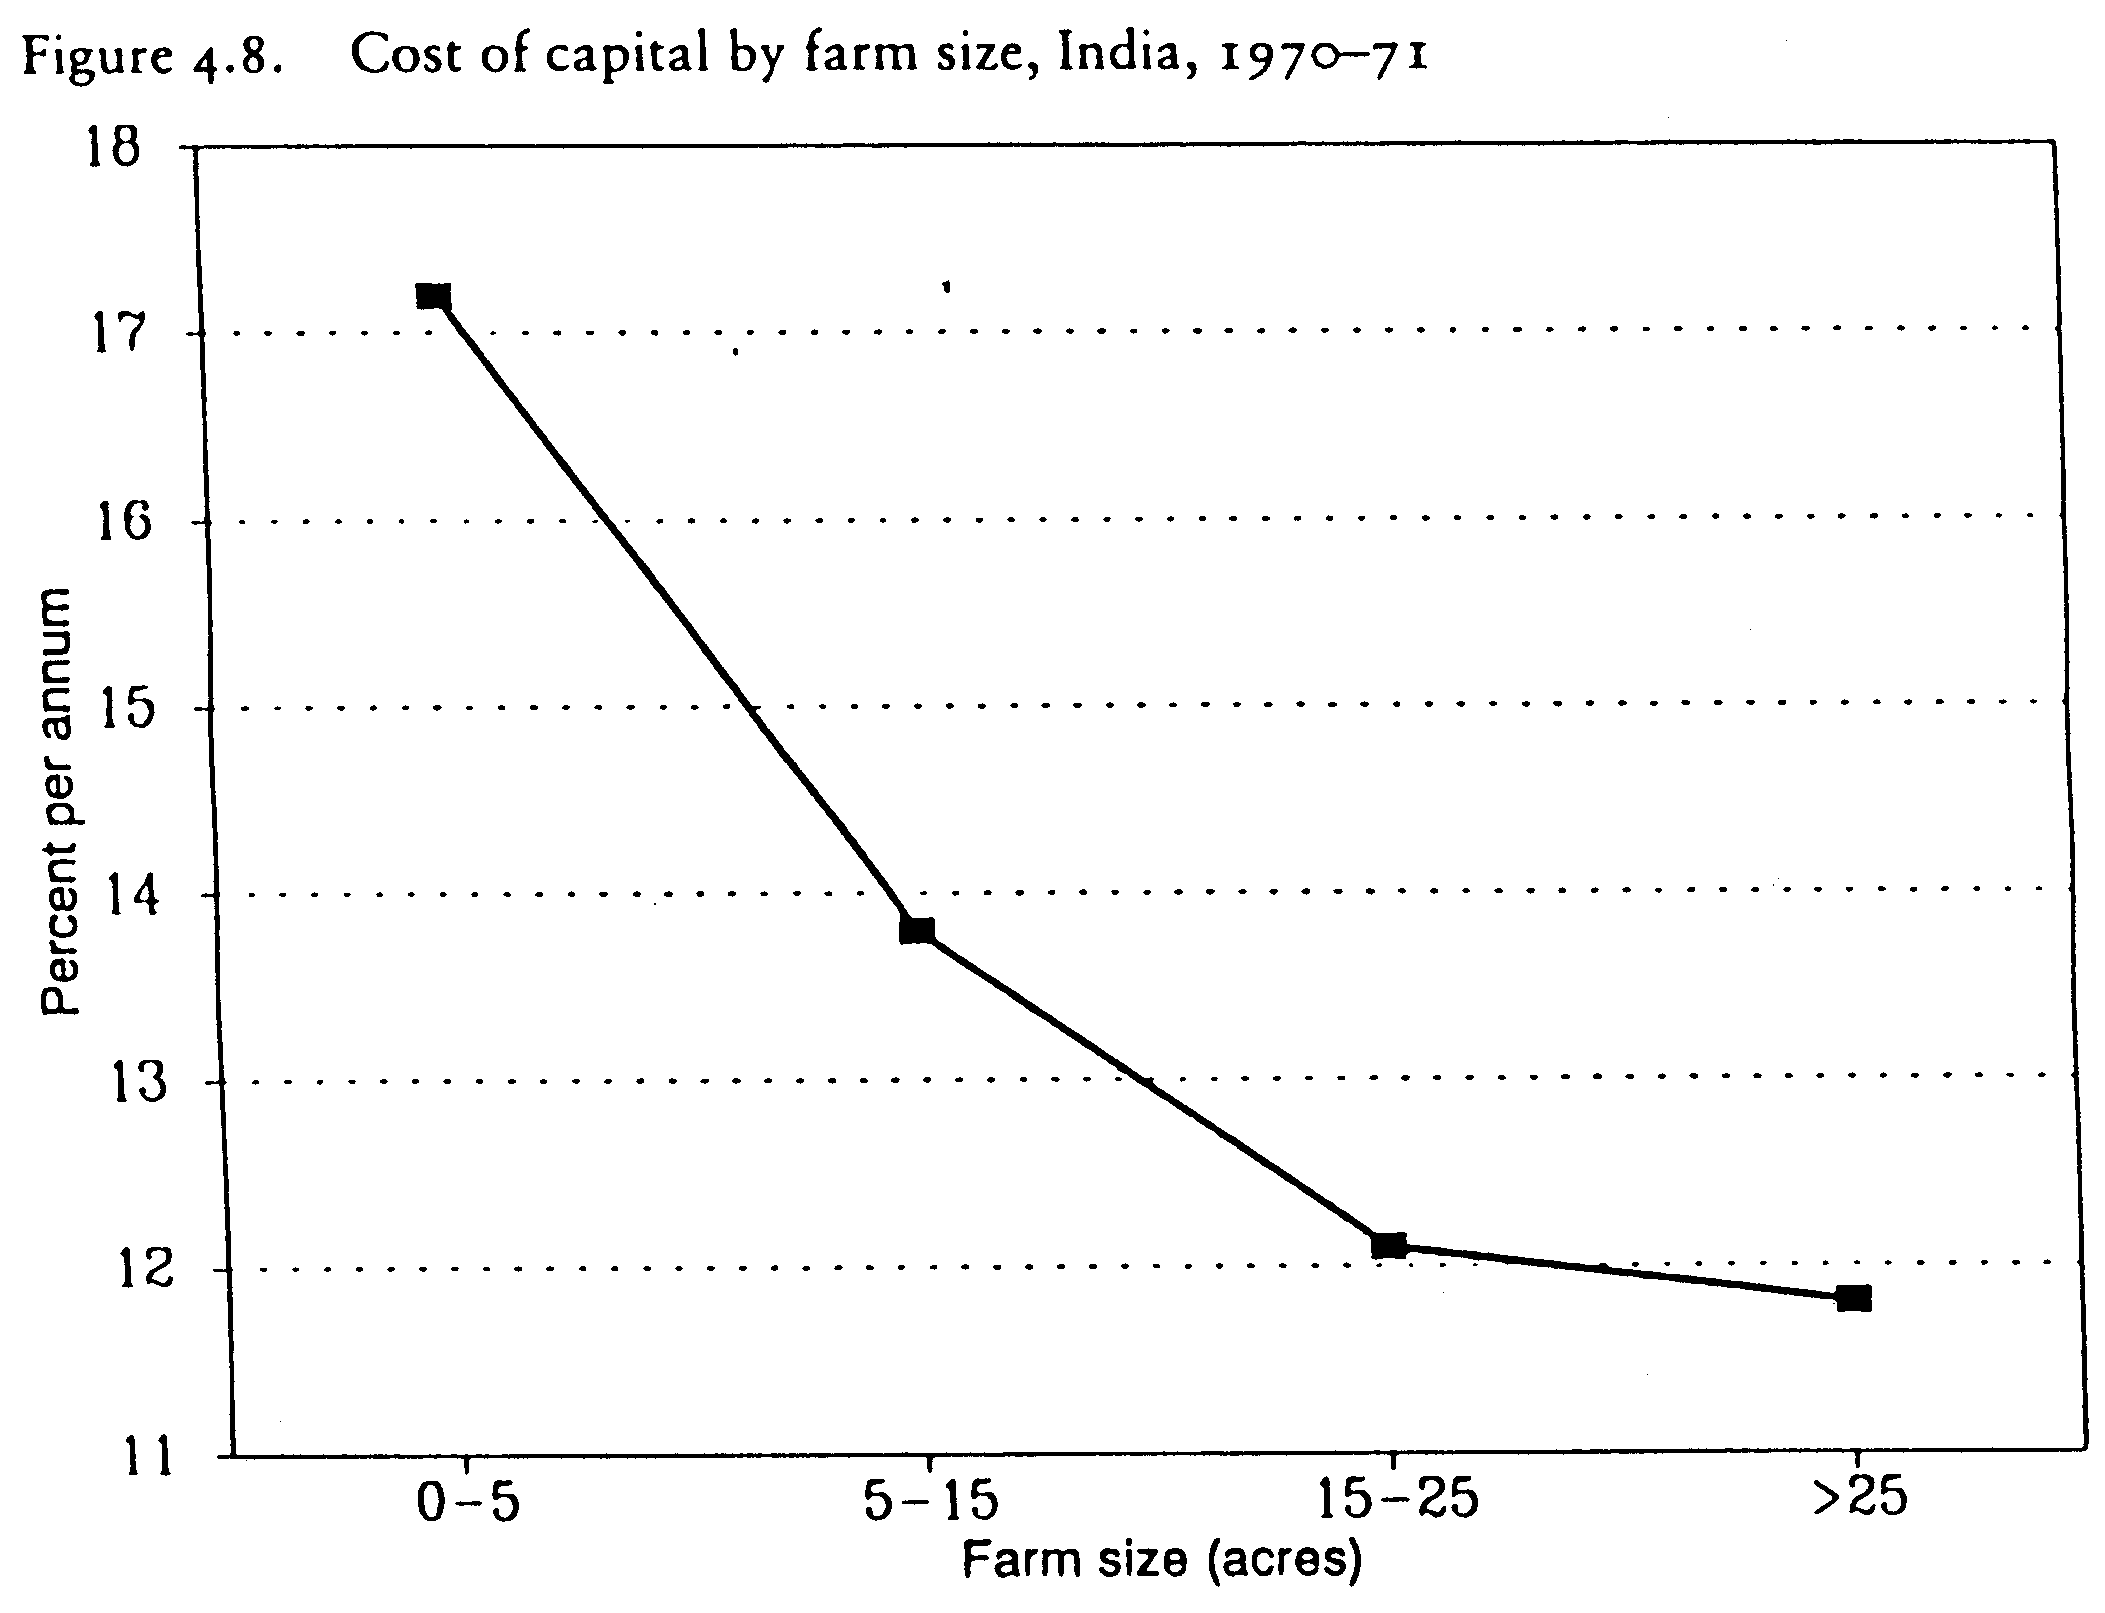 Figure 4.8. Cost of capital by farm size, India, 1970–71
18
17
16
15
14
13
12
11
Percent per annum
0-5 5-15 15-25 >25
Farm size (acres)